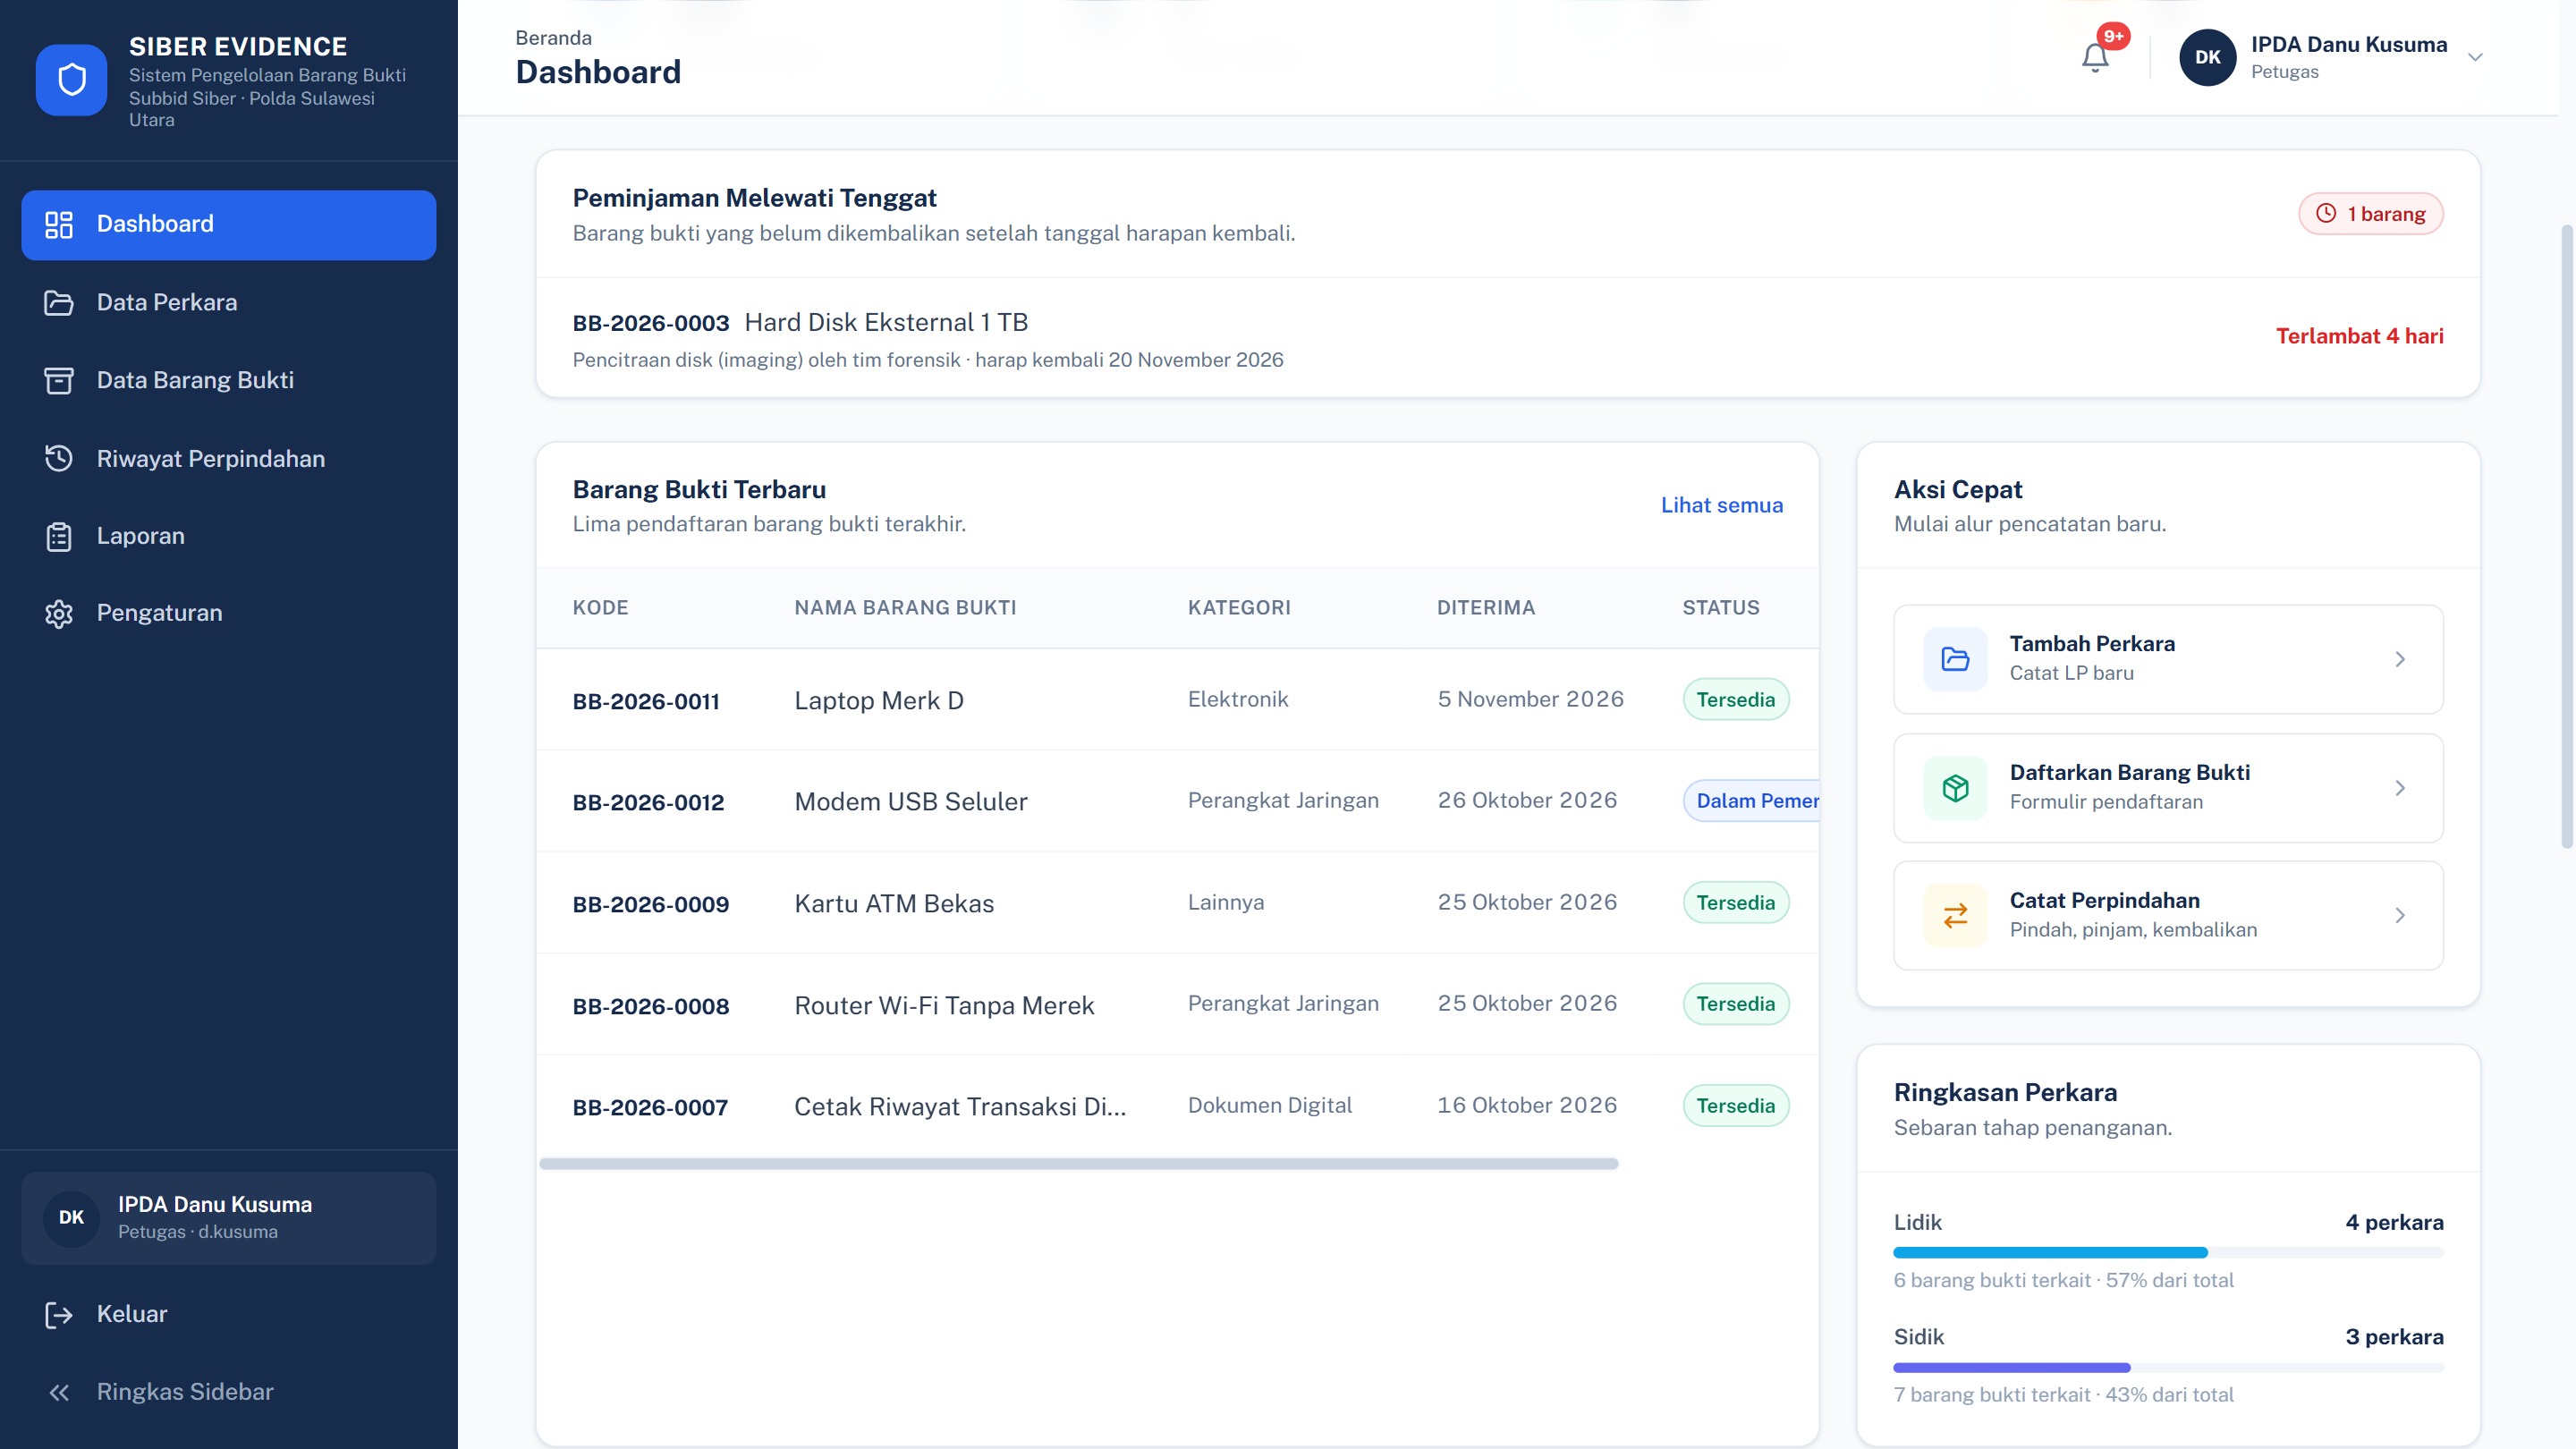 SIBER EVIDENCE
Sistem Pengelolaan Barang Bukti
Subbid Siber · Polda Sulawesi
Utara
Dashboard
Data Perkara
Data Barang Bukti
Riwayat Perpindahan
Laporan
Pengaturan
DK
IPDA Danu Kusuma
Petugas · d.kusuma
Keluar
Ringkas Sidebar
Beranda
Dashboard
9+
DK
IPDA Danu Kusuma
Petugas
Peminjaman Melewati Tenggat
Barang bukti yang belum dikembalikan setelah tanggal harapan kembali.
1 barang
BB-2026-0003 Hard Disk Eksternal 1 TB
Pencitraan disk (imaging) oleh tim forensik · harap kembali 20 November 2026
Terlambat 4 hari
Barang Bukti Terbaru
Lima pendaftaran barang bukti terakhir.
Lihat semua
KODE NAMA BARANG BUKTI KATEGORI DITERIMA STATUS
BB-2026-0011 Laptop Merk D Elektronik 5 November 2026 Tersedia
BB-2026-0012 Modem USB Seluler Perangkat Jaringan 26 Oktober 2026 Dalam Pemer
BB-2026-0009 Kartu ATM Bekas Lainnya 25 Oktober 2026 Tersedia
BB-2026-0008 Router Wi-Fi Tanpa Merek Perangkat Jaringan 25 Oktober 2026 Tersedia
BB-2026-0007 Cetak Riwayat Transaksi Di... Dokumen Digital 16 Oktober 2026 Tersedia
Aksi Cepat
Mulai alur pencatatan baru.
Tambah Perkara
Catat LP baru
Daftarkan Barang Bukti
Formulir pendaftaran
Catat Perpindahan
Pindah, pinjam, kembalikan
Ringkasan Perkara
Sebaran tahap penanganan.
Lidik 4 perkara
6 barang bukti terkait · 57% dari total
Sidik 3 perkara
7 barang bukti terkait · 43% dari total